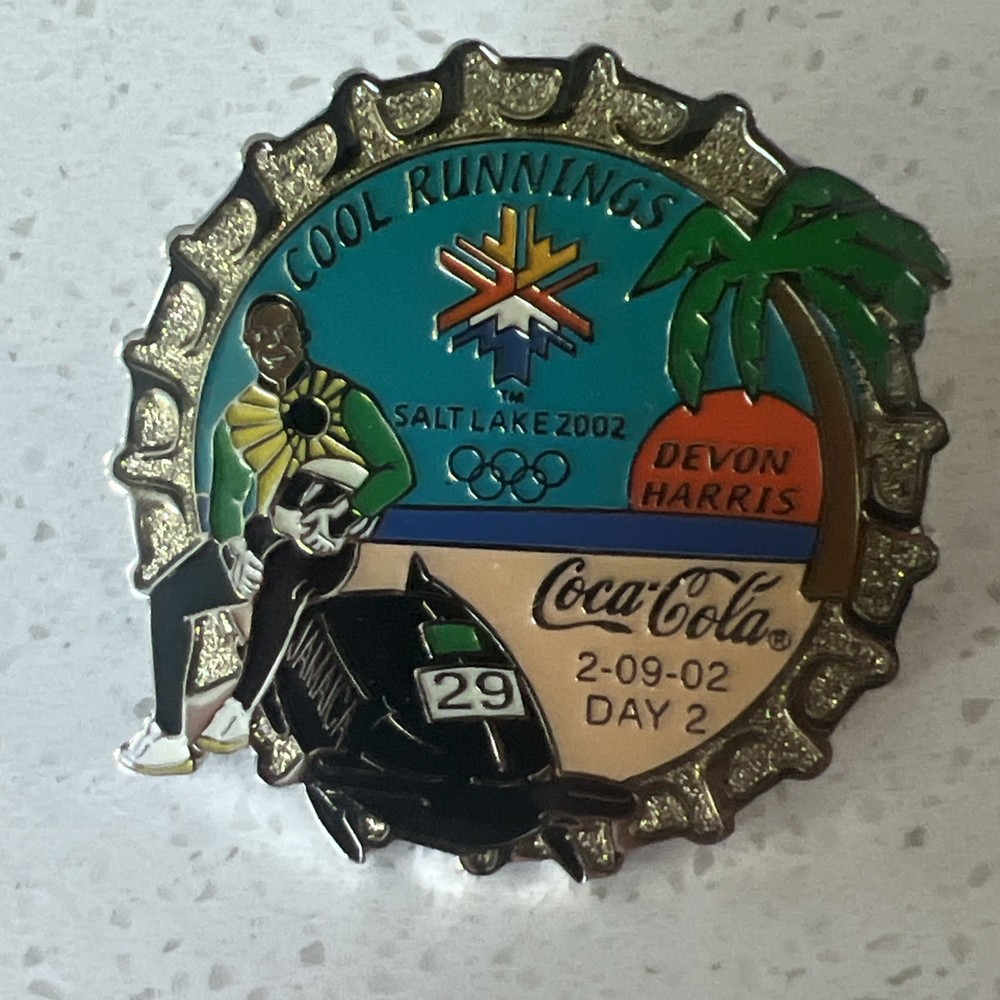 COOL RUNNINGS
TM
SALT LAKE 2002
DEVON
HARRIS
Coca-Cola®
2-09-02
DAY 2
JAMAICA
29